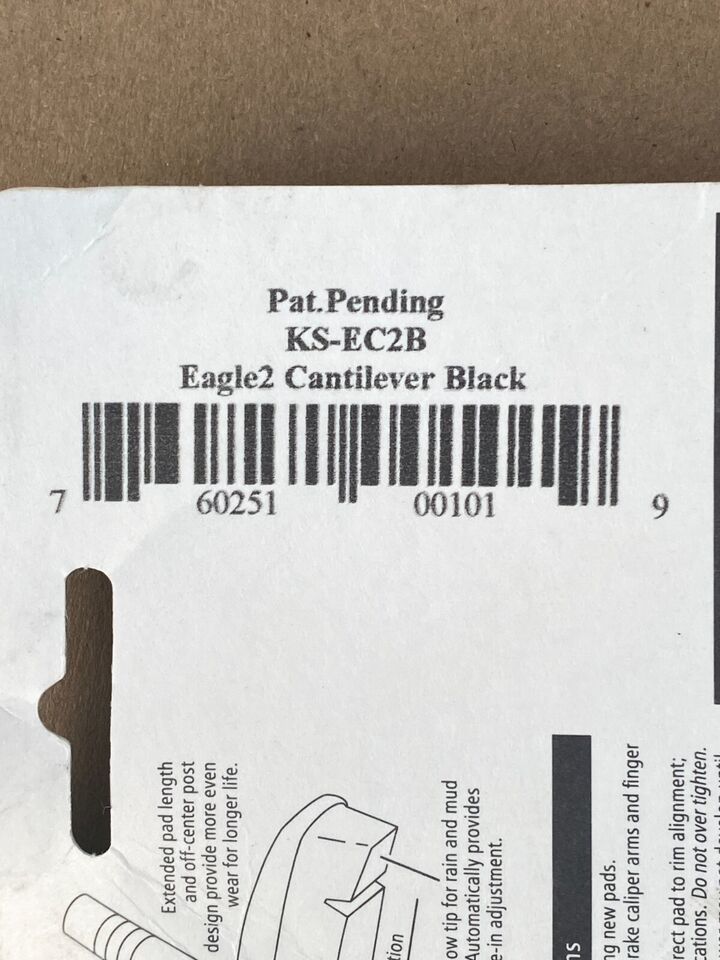 Pat.Pending
KS-EC2B
Eagle2 Cantilever Black
7 60251 00101 9
Extended pad length
and off-center post
design provide more even
wear for longer life.
tip for rain and mud
Automatically provides
adjustment.
new pads.
caliper arms and finger
pad to rim alignment;
Do not over tighten.